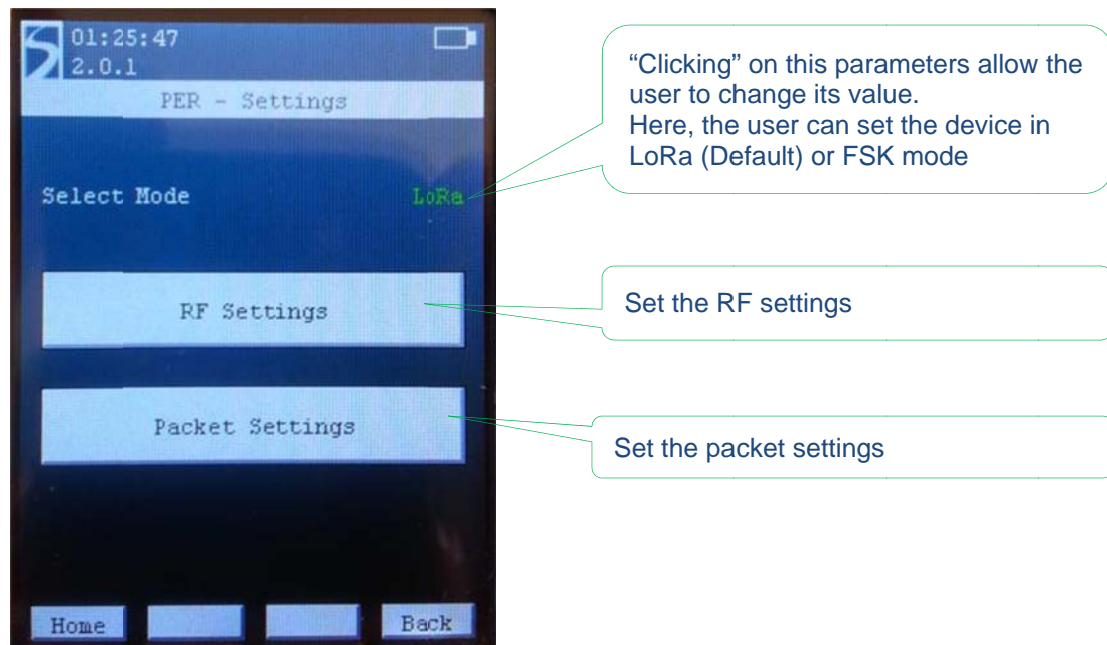 01:25:47
2.0.1
PER - Settings
Select Mode
LoRa
RF Settings
Packet Settings
Home
Back
“Clicking” on this parameters allow the
user to change its value.
Here, the user can set the device in
LoRa (Default) or FSK mode
Set the RF settings
Set the packet settings